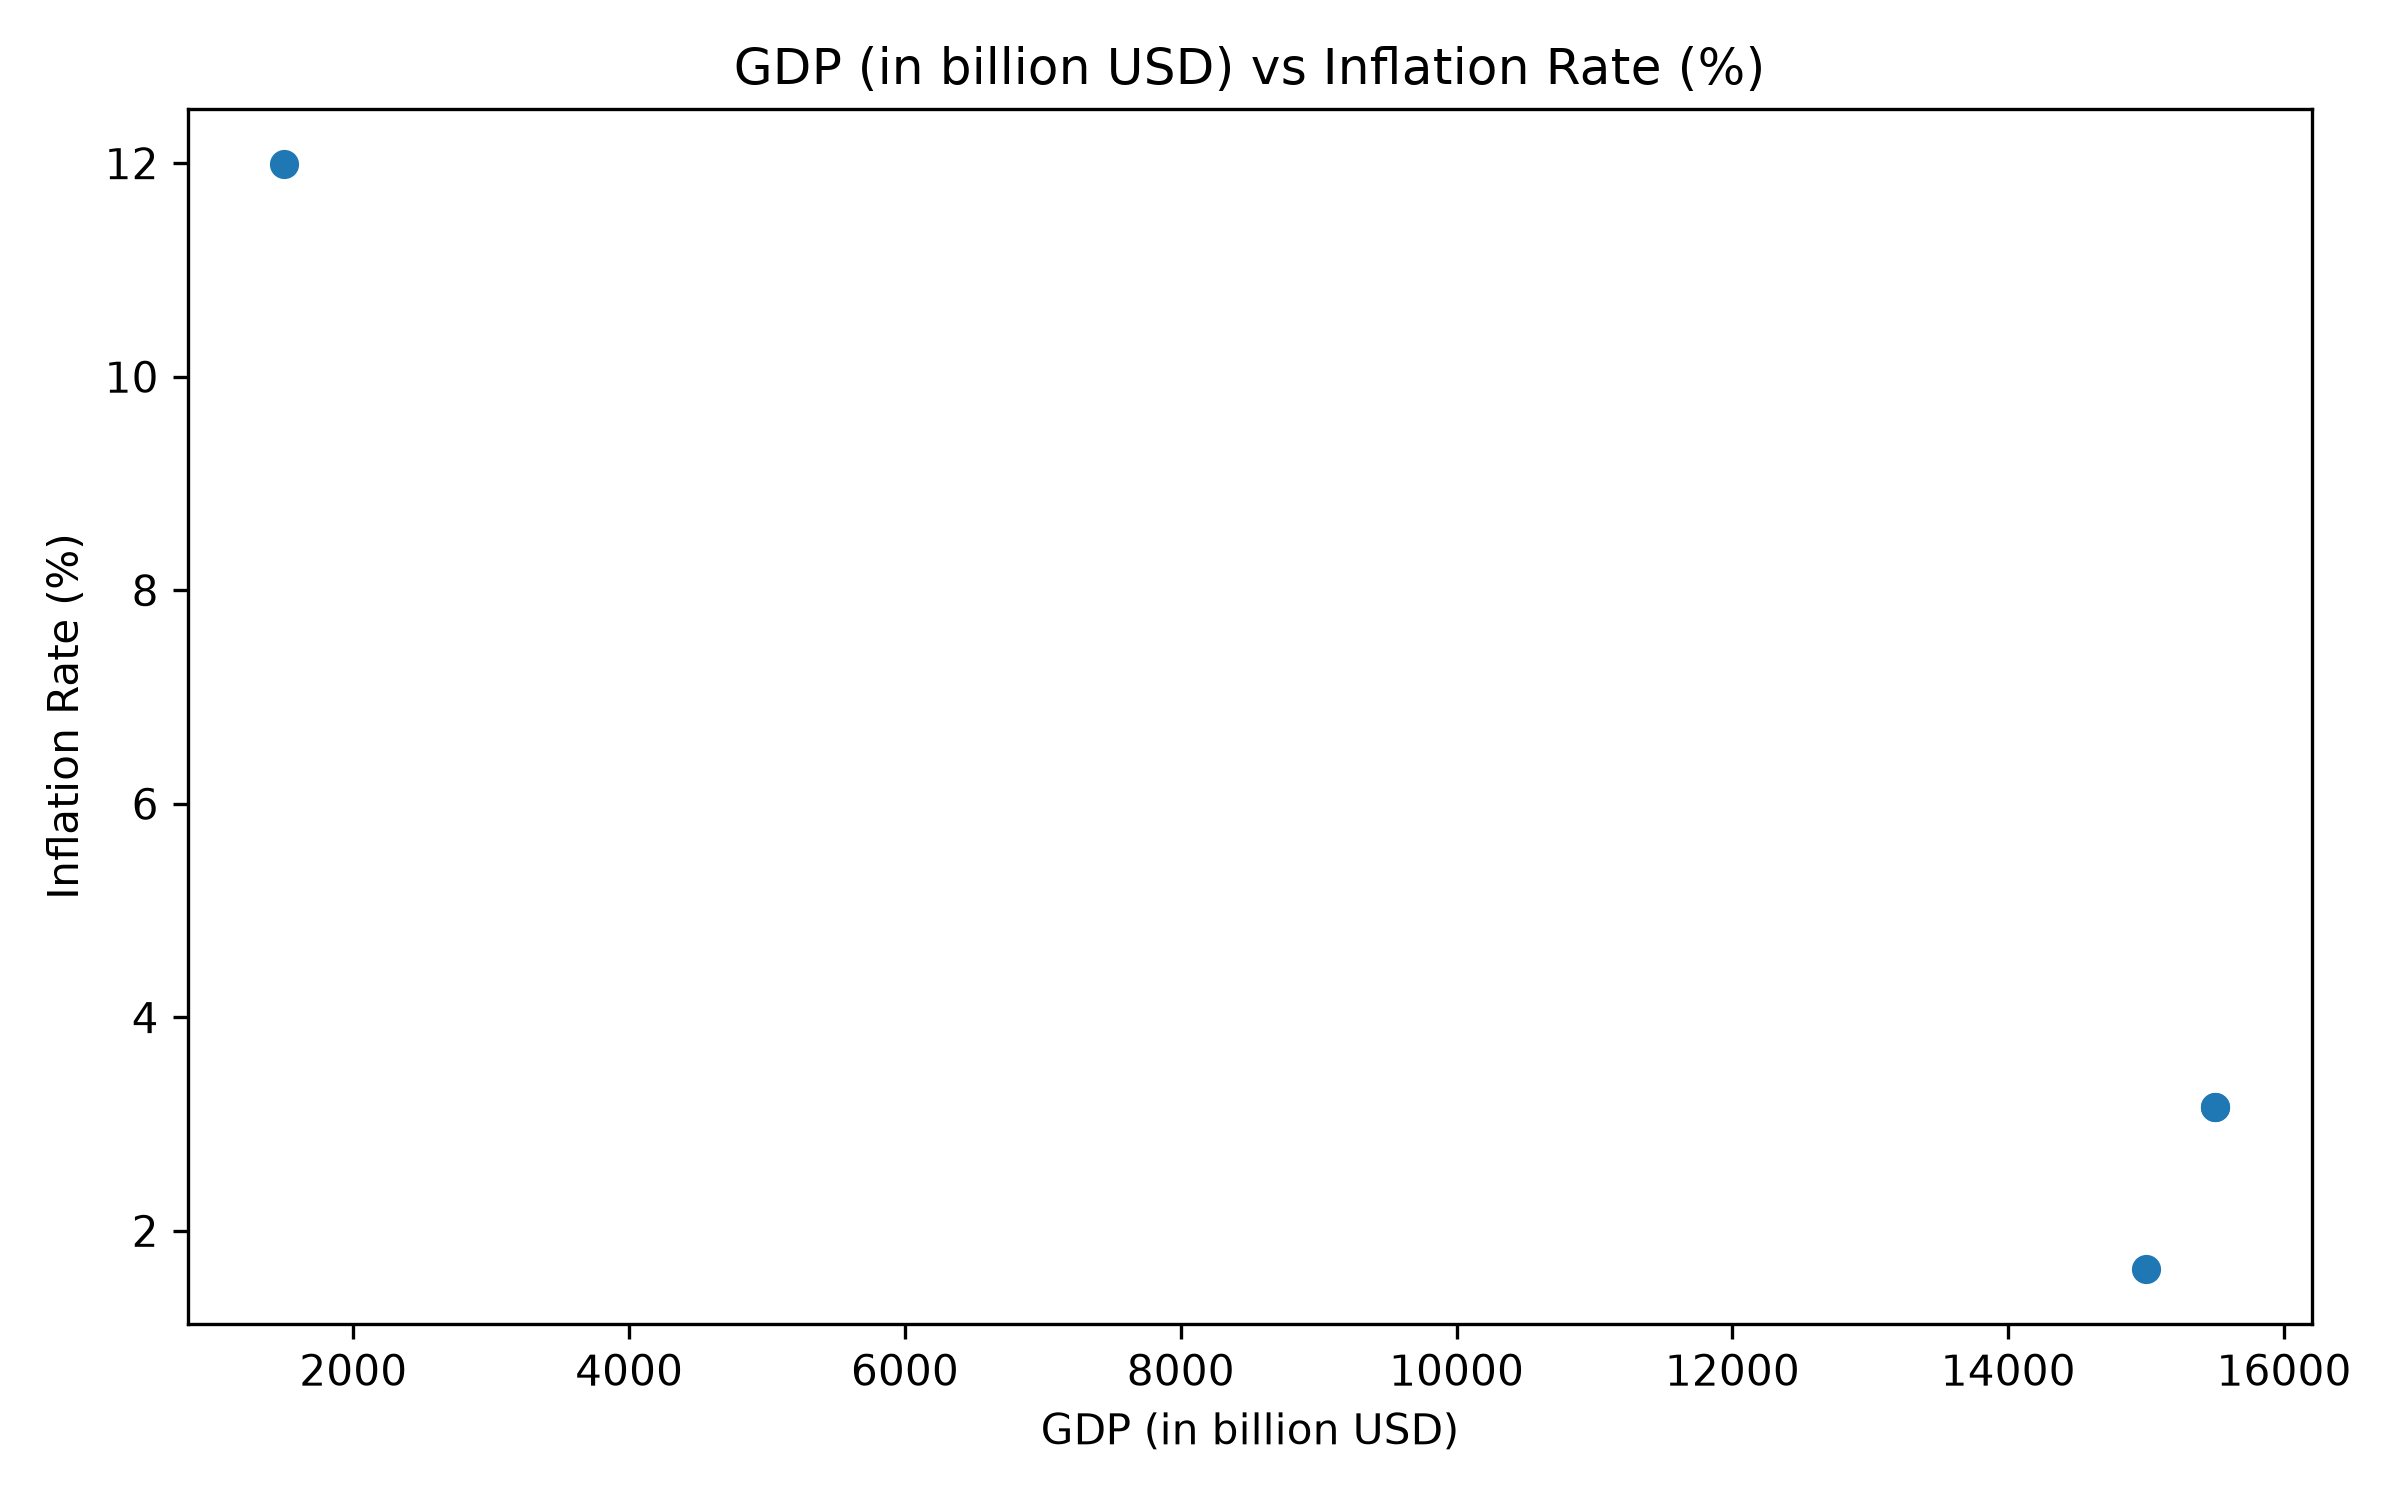 GDP (in billion USD) vs Inflation Rate (%)
12
10
8
6
4
2
Inflation Rate (%)
2000 4000 6000 8000 10000 12000 14000 16000
GDP (in billion USD)